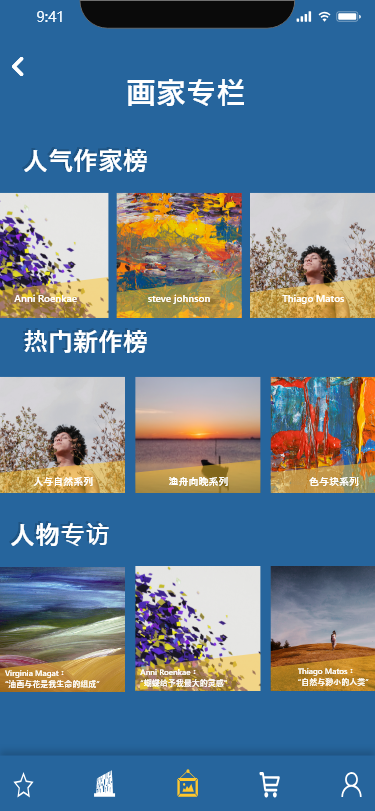 9:41
画家专栏
人气作家榜
Anni Roenkae
steve johnson
Thiago Matos
热门新作榜
人与自然系列
渔舟向晚系列
色与块系列
人物专访
Virginia Magat：
“油画与花是我生命的组成”
Anni Roenkae：
“蝴蝶给予我最大的灵感”
Thiago Matos：
“自然与渺小的人类”